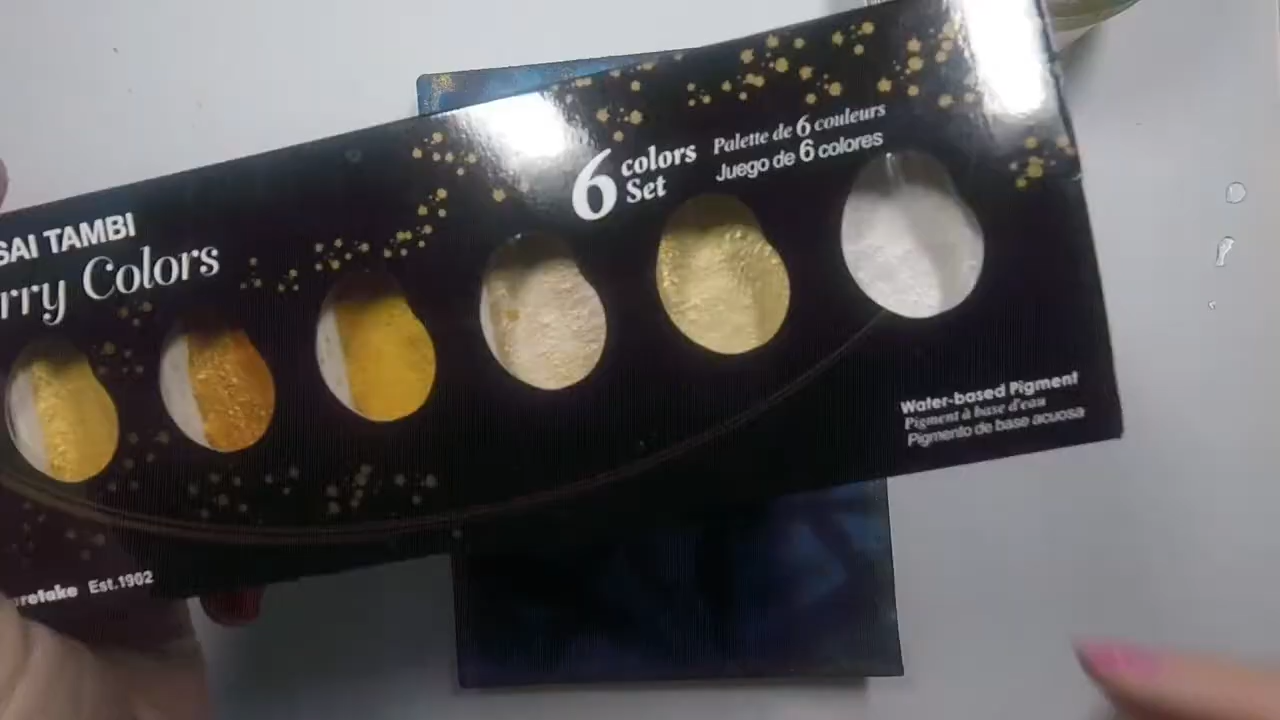 SAI TAMBI
rry Colors
6 colors
Set
Palette de 6 couleurs
Juego de 6 colores
Water-based Pigment
Pigment à base d'eau
Pigmento de base acuosa
retake Est.1902